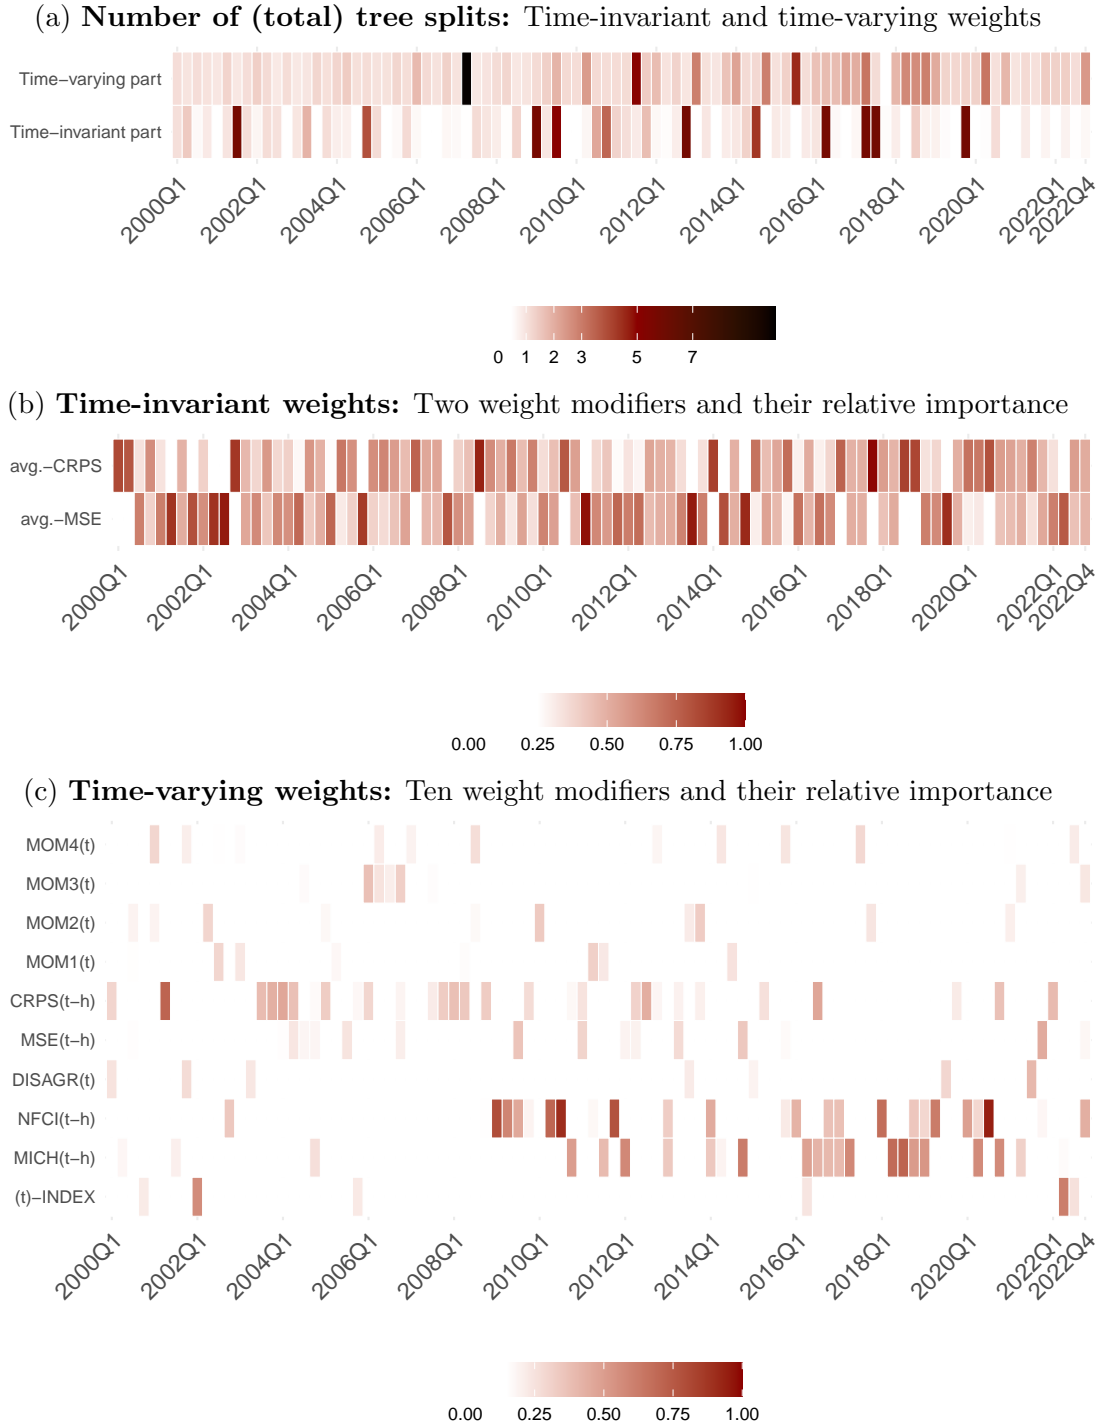 (a) Number of (total) tree splits: Time-invariant and time-varying weights
Time−varying part
Time−invariant part
2000Q1 2002Q1 2004Q1 2006Q1 2008Q1 2010Q1 2012Q1 2014Q1 2016Q1 2018Q1 2020Q1 2022Q1 2022Q4
0 1 2 3 5 7
(b) Time-invariant weights: Two weight modifiers and their relative importance
avg.−CRPS
avg.−MSE
2000Q1 2002Q1 2004Q1 2006Q1 2008Q1 2010Q1 2012Q1 2014Q1 2016Q1 2018Q1 2020Q1 2022Q1 2022Q4
0.00 0.25 0.50 0.75 1.00
(c) Time-varying weights: Ten weight modifiers and their relative importance
MOM4(t)
MOM3(t)
MOM2(t)
MOM1(t)
CRPS(t−h)
MSE(t−h)
DISAGR(t)
NFCI(t−h)
MICH(t−h)
(t)−INDEX
2000Q1 2002Q1 2004Q1 2006Q1 2008Q1 2010Q1 2012Q1 2014Q1 2016Q1 2018Q1 2020Q1 2022Q1 2022Q4
0.00 0.25 0.50 0.75 1.00